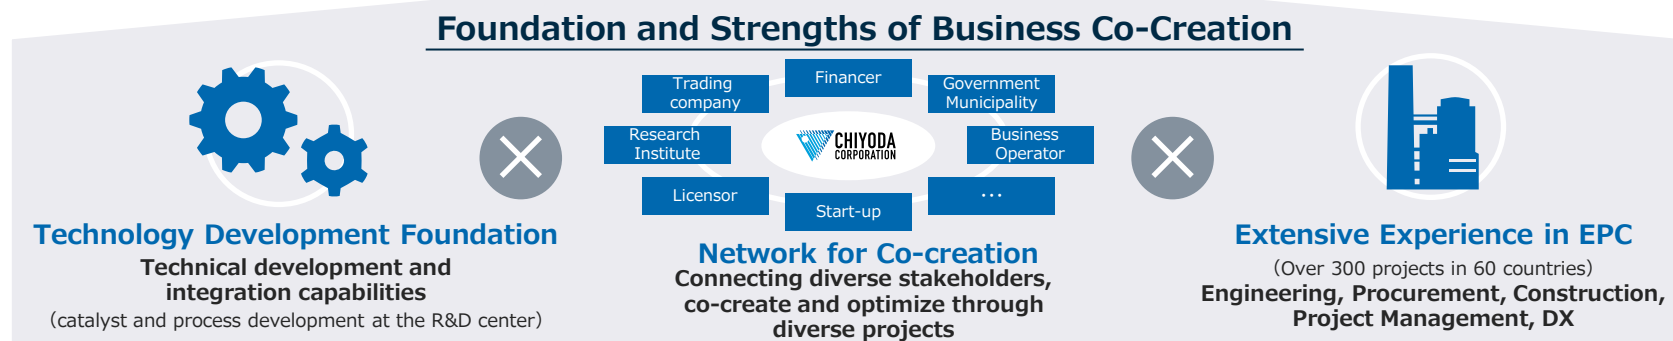 Foundation and Strengths of Business Co-Creation
Technology Development Foundation
Technical development and
integration capabilities
(catalyst and process development at the R&D center)
Financer
Trading
company
Government
Municipality
Research
Institute
CHIYODA
CORPORATION
Business
Operator
Licensor
Start-up
...
Network for Co-creation
Connecting diverse stakeholders,
co-create and optimize through
diverse projects
Extensive Experience in EPC
(Over 300 projects in 60 countries)
Engineering, Procurement, Construction,
Project Management, DX